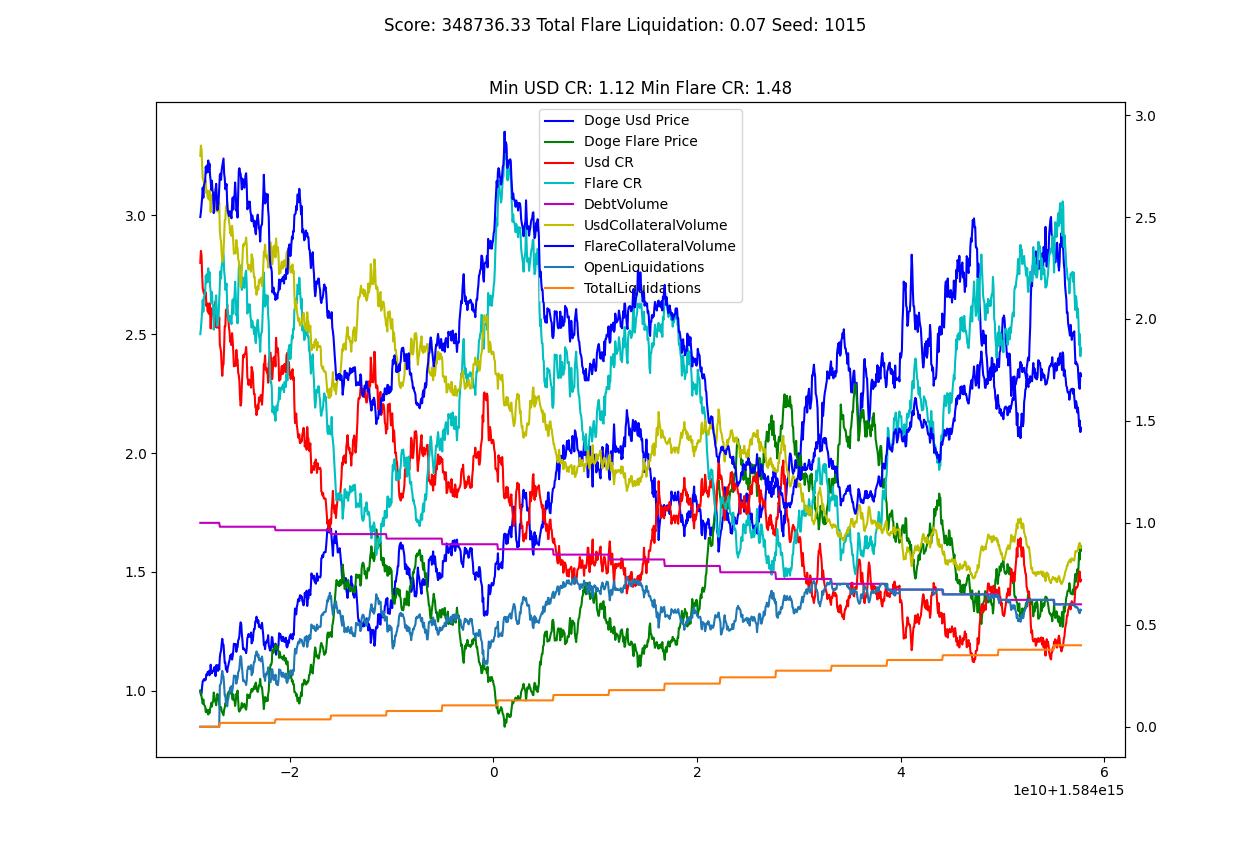 Score: 348736.33 Total Flare Liquidation: 0.07 Seed: 1015
Min USD CR: 1.12 Min Flare CR: 1.48
Doge Usd Price
Doge Flare Price
Usd CR
Flare CR
DebtVolume
UsdCollateralVolume
FlareCollateralVolume
OpenLiquidations
TotalLiquidations
3.0
2.5
2.0
1.5
1.0
3.0
2.5
2.0
1.5
1.0
0.5
0.0
−2 0 2 4 6
1e10+1.584e15